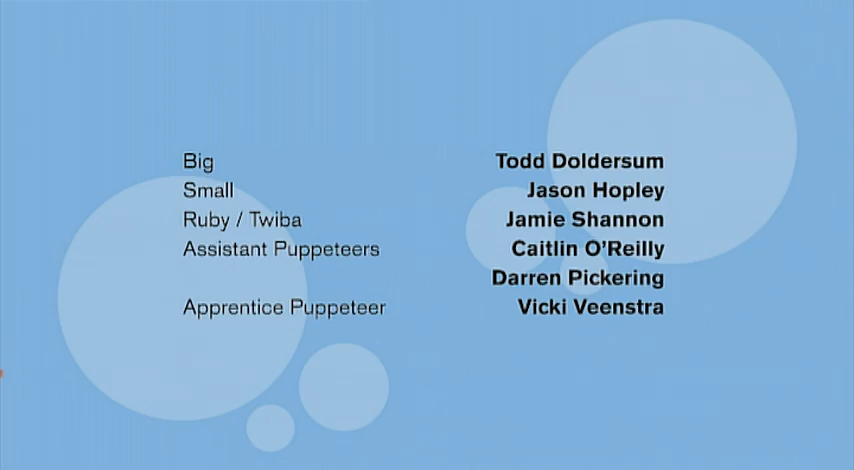 Big Todd Doldersum
Small Jason Hopley
Ruby / Twiba Jamie Shannon
Assistant Puppeteers Caitlin O'Reilly
Darren Pickering
Apprentice Puppeteer Vicki Veenstra